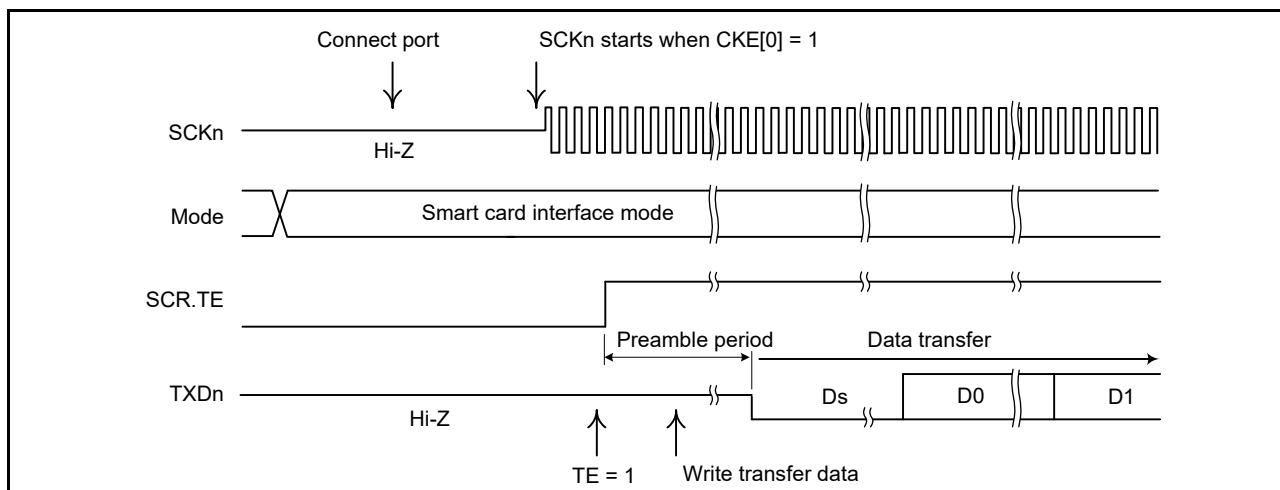 Connect port
SCKn starts when CKE[0] = 1
SCKn
Hi-Z
Mode
Smart card interface mode
SCR.TE
Preamble period
Data transfer
TXDn
Hi-Z
Ds
D0
D1
TE = 1
Write transfer data